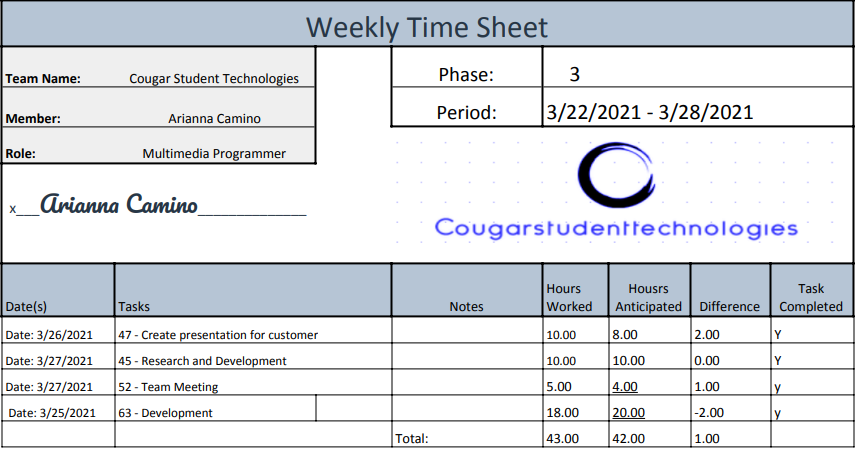 Weekly Time Sheet
Team Name: Cougar Student Technologies
Phase: 3
Member: Arianna Camino
Period: 3/22/2021 - 3/28/2021
Role: Multimedia Programmer
x___Arianna Camino______________
Cougarstudenttechnologies
Date(s) Tasks Notes Hours Worked Housrs Anticipated Difference Task Completed
Date: 3/26/2021 47 - Create presentation for customer 10.00 8.00 2.00 Y
Date: 3/27/2021 45 - Research and Development 10.00 10.00 0.00 Y
Date: 3/27/2021 52 - Team Meeting 5.00 4.00 1.00 y
Date: 3/25/2021 63 - Development 18.00 20.00 -2.00 y
Total: 43.00 42.00 1.00